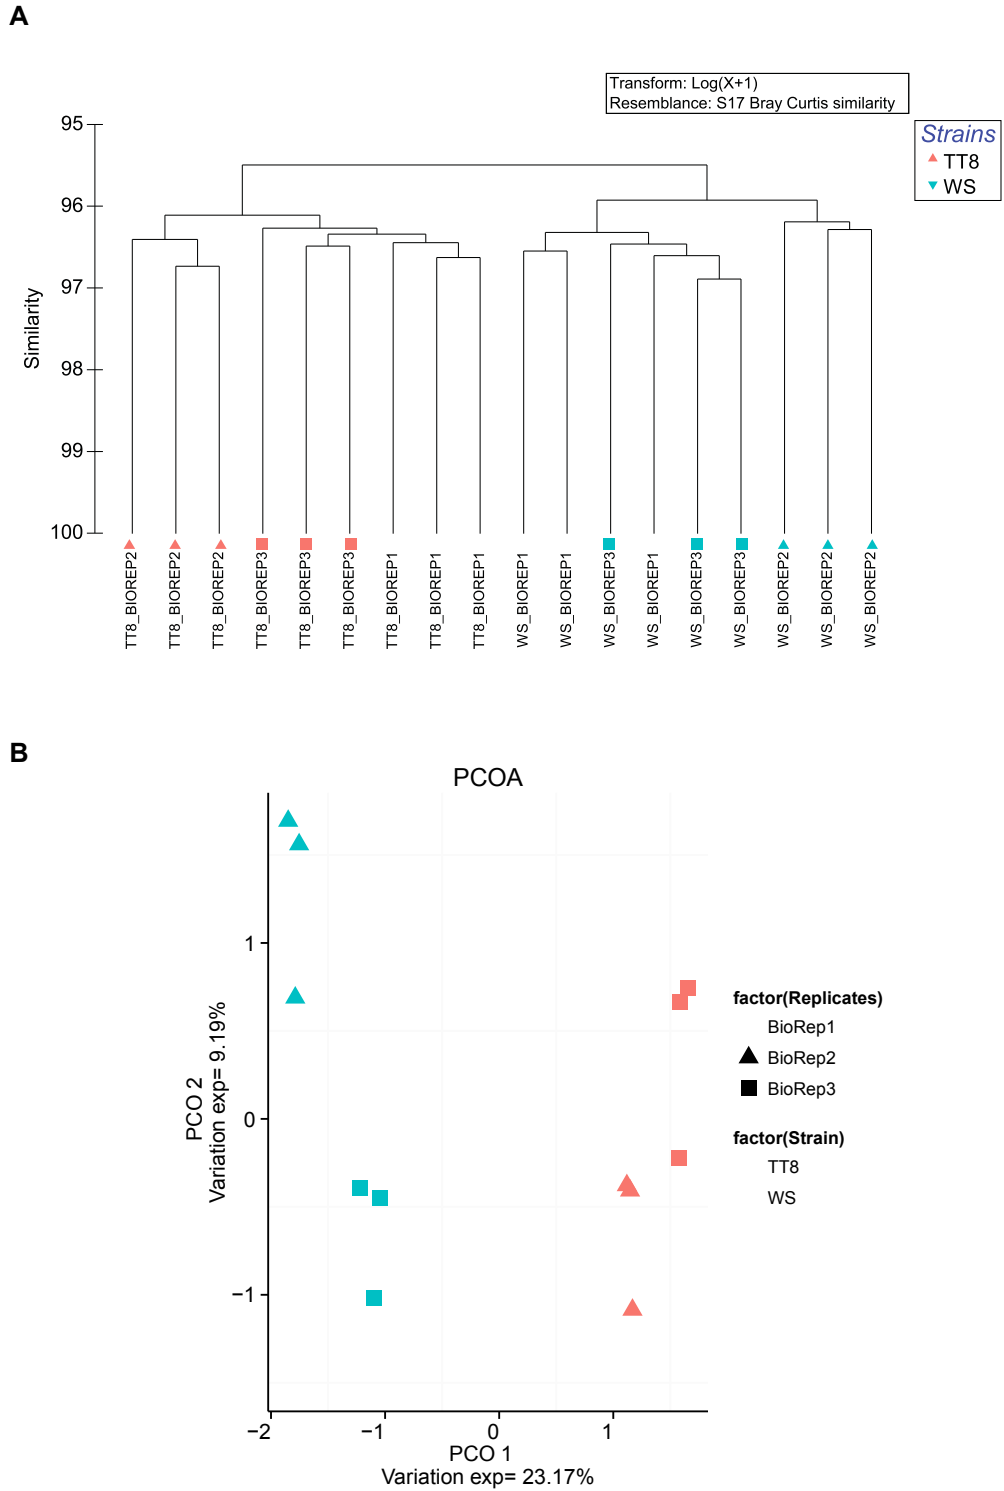 A
Transform: Log(X+1)
Resemblance: S17 Bray Curtis similarity
Strains
TT8
WS
95
96
97
98
99
100
Similarity
TT8_BIOREP2
TT8_BIOREP2
TT8_BIOREP2
TT8_BIOREP3
TT8_BIOREP3
TT8_BIOREP3
TT8_BIOREP1
TT8_BIOREP1
TT8_BIOREP1
WS_BIOREP1
WS_BIOREP1
WS_BIOREP3
WS_BIOREP1
WS_BIOREP3
WS_BIOREP3
WS_BIOREP2
WS_BIOREP2
WS_BIOREP2
B
PCOA
1
0
−1
PCO 2
Variation exp= 9.19%
factor(Replicates)
BioRep1
BioRep2
BioRep3
factor(Strain)
TT8
WS
−2
−1
0
1
PCO 1
Variation exp= 23.17%